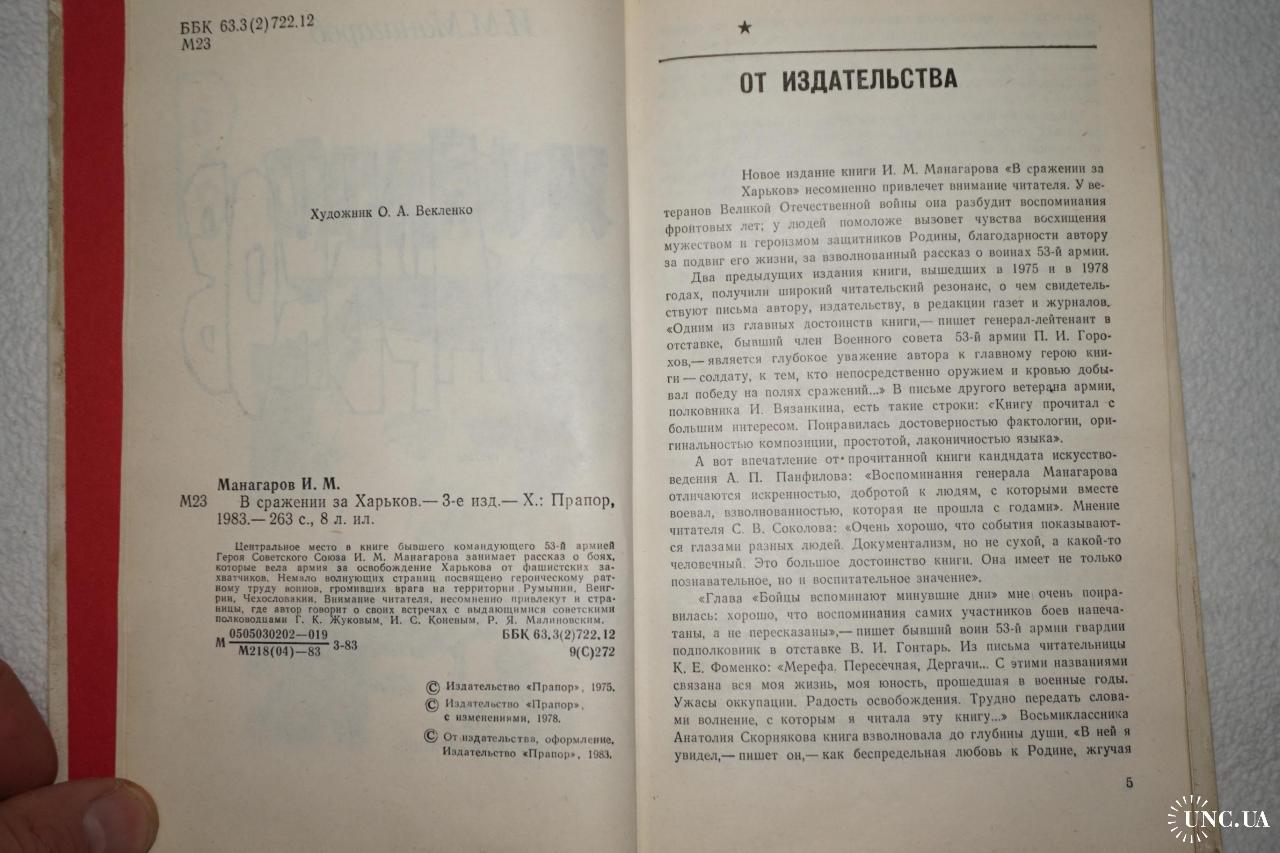 ББК 63.3(2)722.12
М23
Художник О. А. Векленко
Манагаров И. М.
М23 В сражении за Харьков.— 3-е изд.— Х.: Прапор,
1983.— 263 с., 8 л. ил.
Центральное место в книге бывшего командующего 53-й армией
Героя Советского Союза И. М. Манагарова занимает рассказ о боях,
которые вела армия за освобождение Харькова от фашистских за-
хватчиков. Немало волнующих страниц посвящено героическому рат-
ному труду воинов, громивших врага на территории Румынии, Венг-
рии, Чехословакии. Внимание читателя, несомненно привлекут и стра-
ницы, где автор говорит о своих встречах с выдающимися советскими
полководцами Г. К. Жуковым, И. С. Коневым, Р. Я. Малиновским.
М 0505030202—019
М218(04)—83 3-83
ББК 63.3(2)722.12
9(С)272
© Издательство «Прапор», 1975.
© Издательство «Прапор»,
с изменениями, 1978.
© От издательства, оформление.
Издательство «Прапор», 1983.
★
ОТ ИЗДАТЕЛЬСТВА
Новое издание книги И. М. Манагарова «В сражении за
Харьков» несомненно привлечет внимание читателя. У ве-
теранов Великой Отечественной войны она разбудит воспоминания
фронтовых лет; у людей помоложе вызовет чувства восхищения
мужеством и героизмом защитников Родины, благодарности автору
за подвиг его жизни, за взволнованный рассказ о воинах 53-й армии.
Два предыдущих издания книги, вышедших в 1975 и в 1978
годах, получили широкий читательский резонанс, о чем свидетель-
ствуют письма автору, издательству, в редакции газет и журналов.
«Одним из главных достоинств книги,— пишет генерал-лейтенант в
отставке, бывший член Военного совета 53-й армии П. И. Горо-
хов,— является глубокое уважение автора к главному герою кни-
ги — солдату, к тем, кто непосредственно оружием и кровью добы-
вал победу на полях сражений...» В письме другого ветерана армии,
полковника И. Вязанкина, есть такие строки: «Книгу прочитал с
большим интересом. Понравилась достоверностью фактологии, ори-
гинальностью композиции, простотой, лаконичностью языка».
А вот впечатление от прочитанной книги кандидата искусство-
ведения А. П. Панфилова: «Воспоминания генерала Манагарова
отличаются искренностью, добротой к людям, с которыми вместе
воевал, взволнованностью, которая не прошла с годами». Мнение
читателя С. В. Соколова: «Очень хорошо, что события показывают-
ся глазами разных людей. Документализм, но не сухой, а какой-то
человечный. Это большое достоинство книги. Она имеет не только
познавательное, но и воспитательное значение».
«Глава «Бойцы вспоминают минувшие дни» мне очень понра-
вилась: хорошо, что воспоминания самих участников боев напеча-
таны, а не пересказаны»,— пишет бывший воин 53-й армии гвардии
подполковник в отставке В. И. Гонтарь. Из письма читательницы
К. Е. Фоменко: «Мерефа, Пересечная, Дергачи... С этими названиями
связана вся моя жизнь, моя юность, прошедшая в военные годы.
Ужасы оккупации. Радость освобождения. Трудно передать слова-
ми волнение, с которым я читала эту книгу...» Восьмиклассника
Анатолия Скорнякова книга взволновала до глубины души. «В ней я
увидел,— пишет он,— как беспредельная любовь к Родине, жгучая
5
UNC.UA